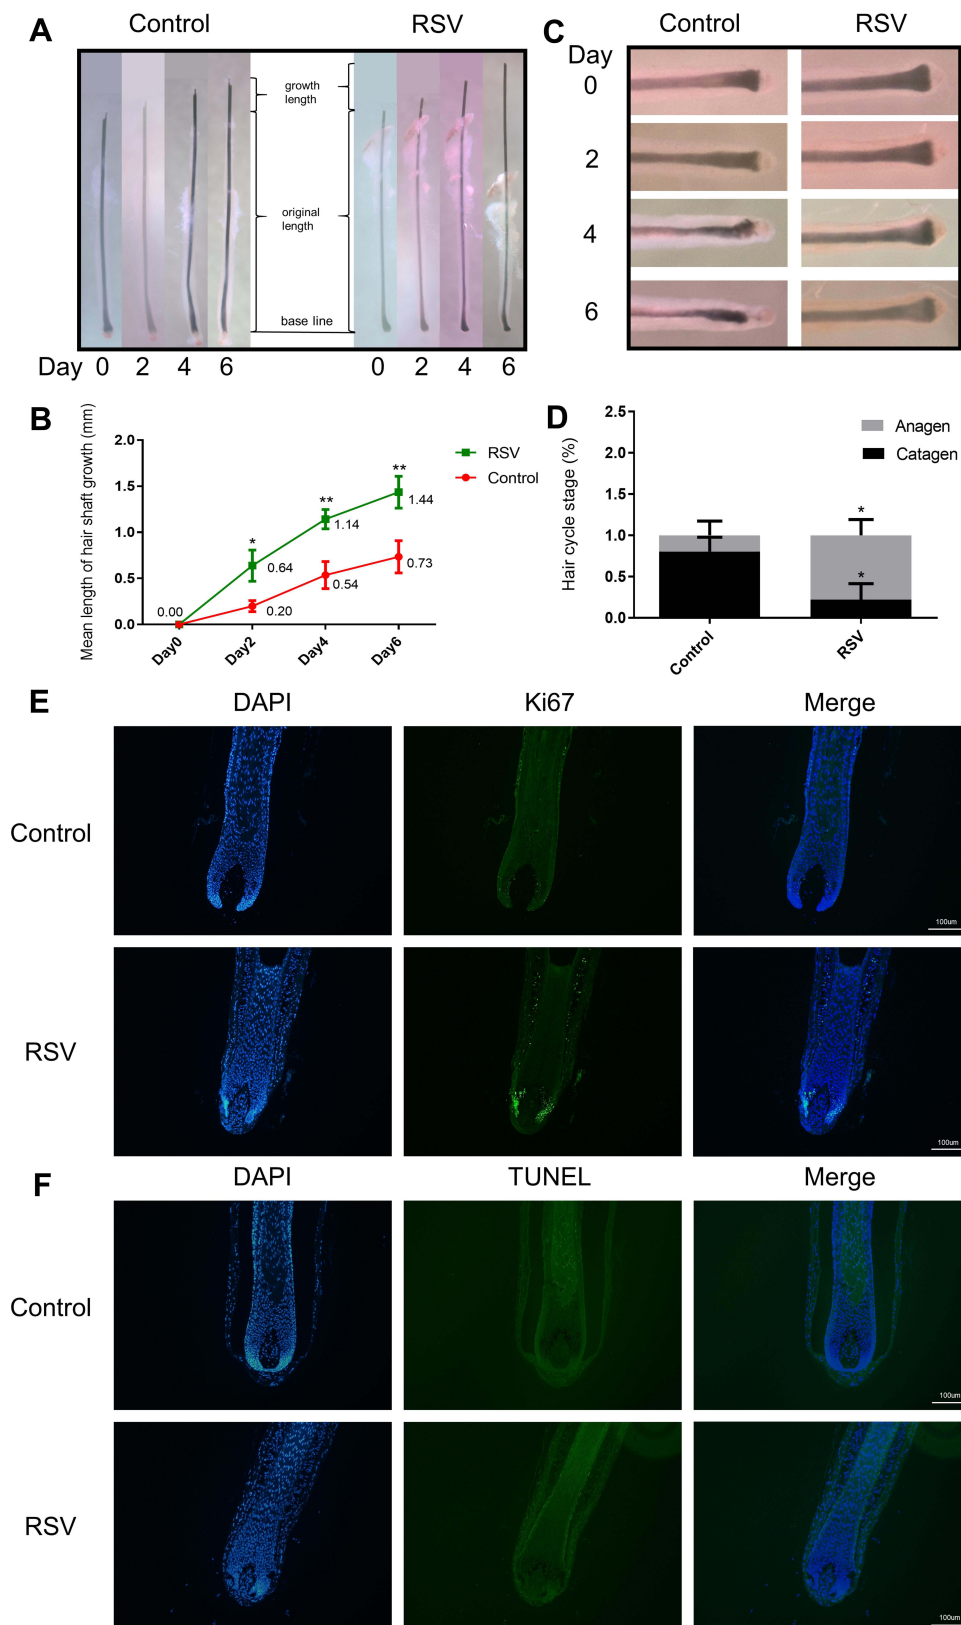 A
Control
RSV
growth
length
original
length
base line
Day 0 2 4 6
0 2 4 6
C
Control
RSV
Day
0
2
4
6
B
Mean length of hair shaft growth (mm)
2.0
1.5
1.0
0.5
0.0
0.00
*
0.64
0.20
**
1.14
0.54
**
1.44
0.73
Day0
Day2
Day4
Day6
RSV
Control
D
Hair cycle stage (%)
2.5
2.0
1.5
1.0
0.5
0.0
Anagen
Catagen
*
*
Control
RSV
E
DAPI
Ki67
Merge
Control
100um
RSV
100um
F
DAPI
TUNEL
Merge
Control
100um
RSV
100um